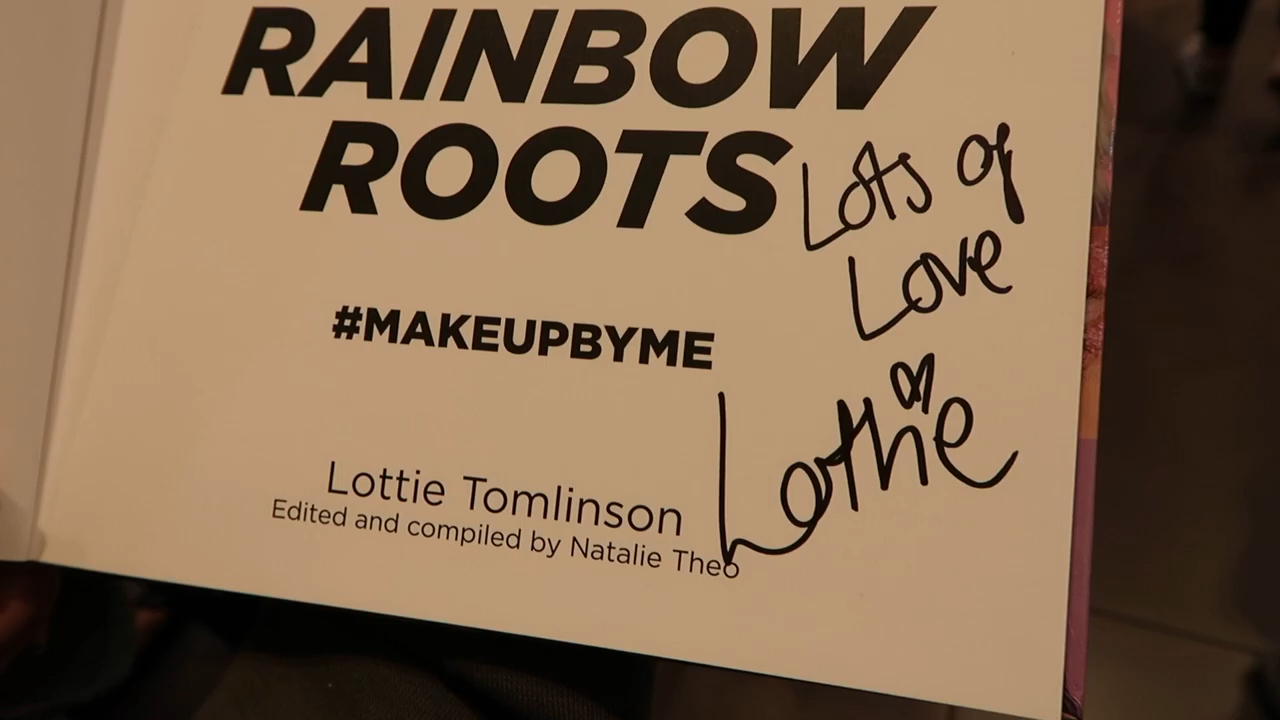 RAINBOW
ROOTS
Lots of
Love
#MAKEUPBYME
Lottie
Lottie Tomlinson
Edited and compiled by Natalie Theo